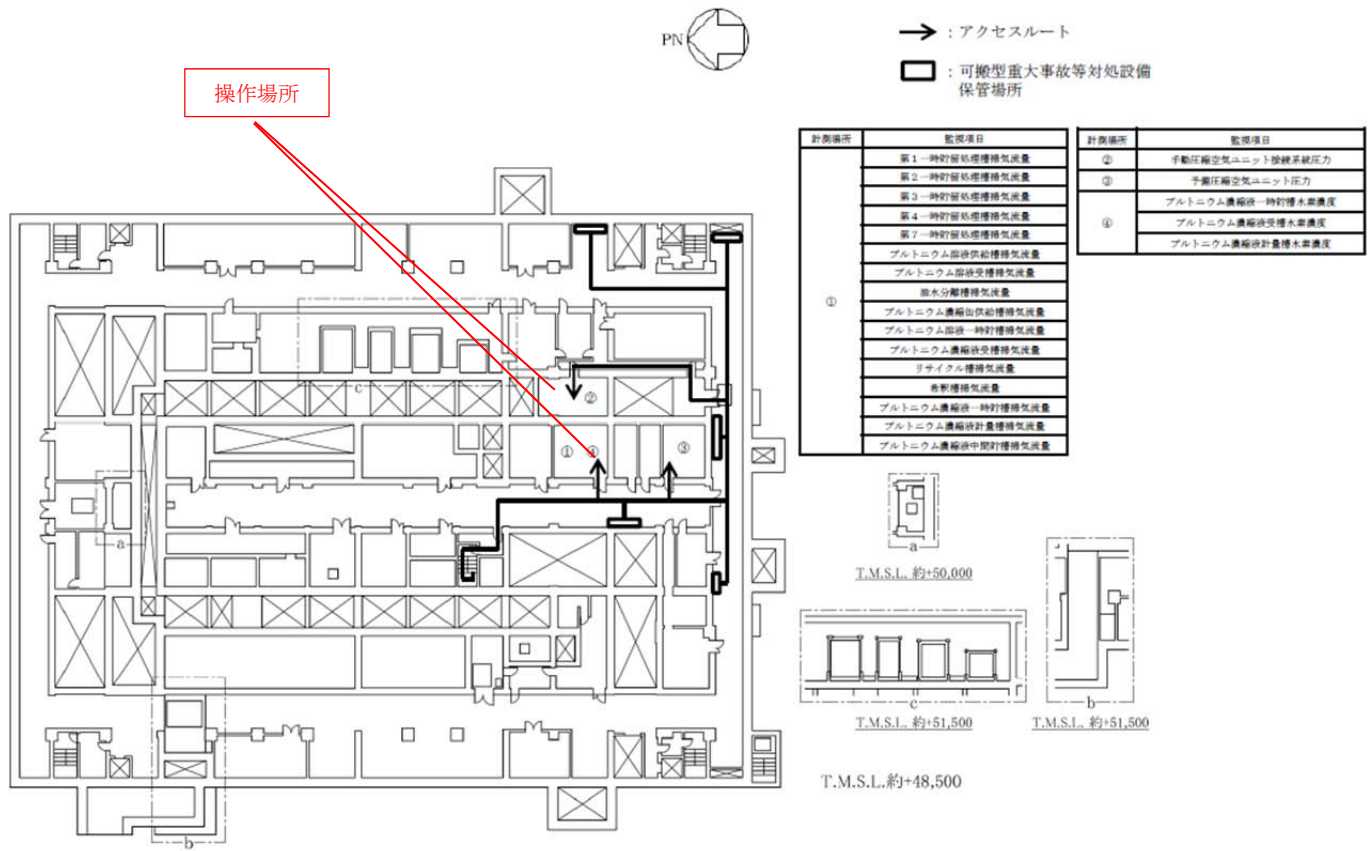 PN
：アクセスルート
：可搬型重大事故等対処設備
保管場所
操作場所
計測場所 監視項目
① 第１一時貯留処理槽掃気流量
第２一時貯留処理槽掃気流量
第３一時貯留処理槽掃気流量
第４一時貯留処理槽掃気流量
第７一時貯留処理槽掃気流量
プルトニウム溶液供給槽掃気流量
プルトニウム溶液受槽掃気流量
油水分離槽掃気流量
プルトニウム濃縮缶供給槽掃気流量
プルトニウム溶液一時貯槽掃気流量
プルトニウム濃縮液受槽掃気流量
リサイクル槽掃気流量
希釈槽掃気流量
プルトニウム濃縮液一時貯槽掃気流量
プルトニウム濃縮液計量槽掃気流量
プルトニウム濃縮液中間貯槽掃気流量
計測場所 監視項目
② 手動圧縮空気ユニット接続系統圧力
③ 予備圧縮空気ユニット圧力
④ プルトニウム濃縮液一時貯槽水素濃度
プルトニウム濃縮液受槽水素濃度
プルトニウム濃縮液計量槽水素濃度
c
②
① ④ ③
a
b
a
T.M.S.L. 約+50,000
c
T.M.S.L. 約+51,500
b
T.M.S.L. 約+51,500
T.M.S.L.約+48,500